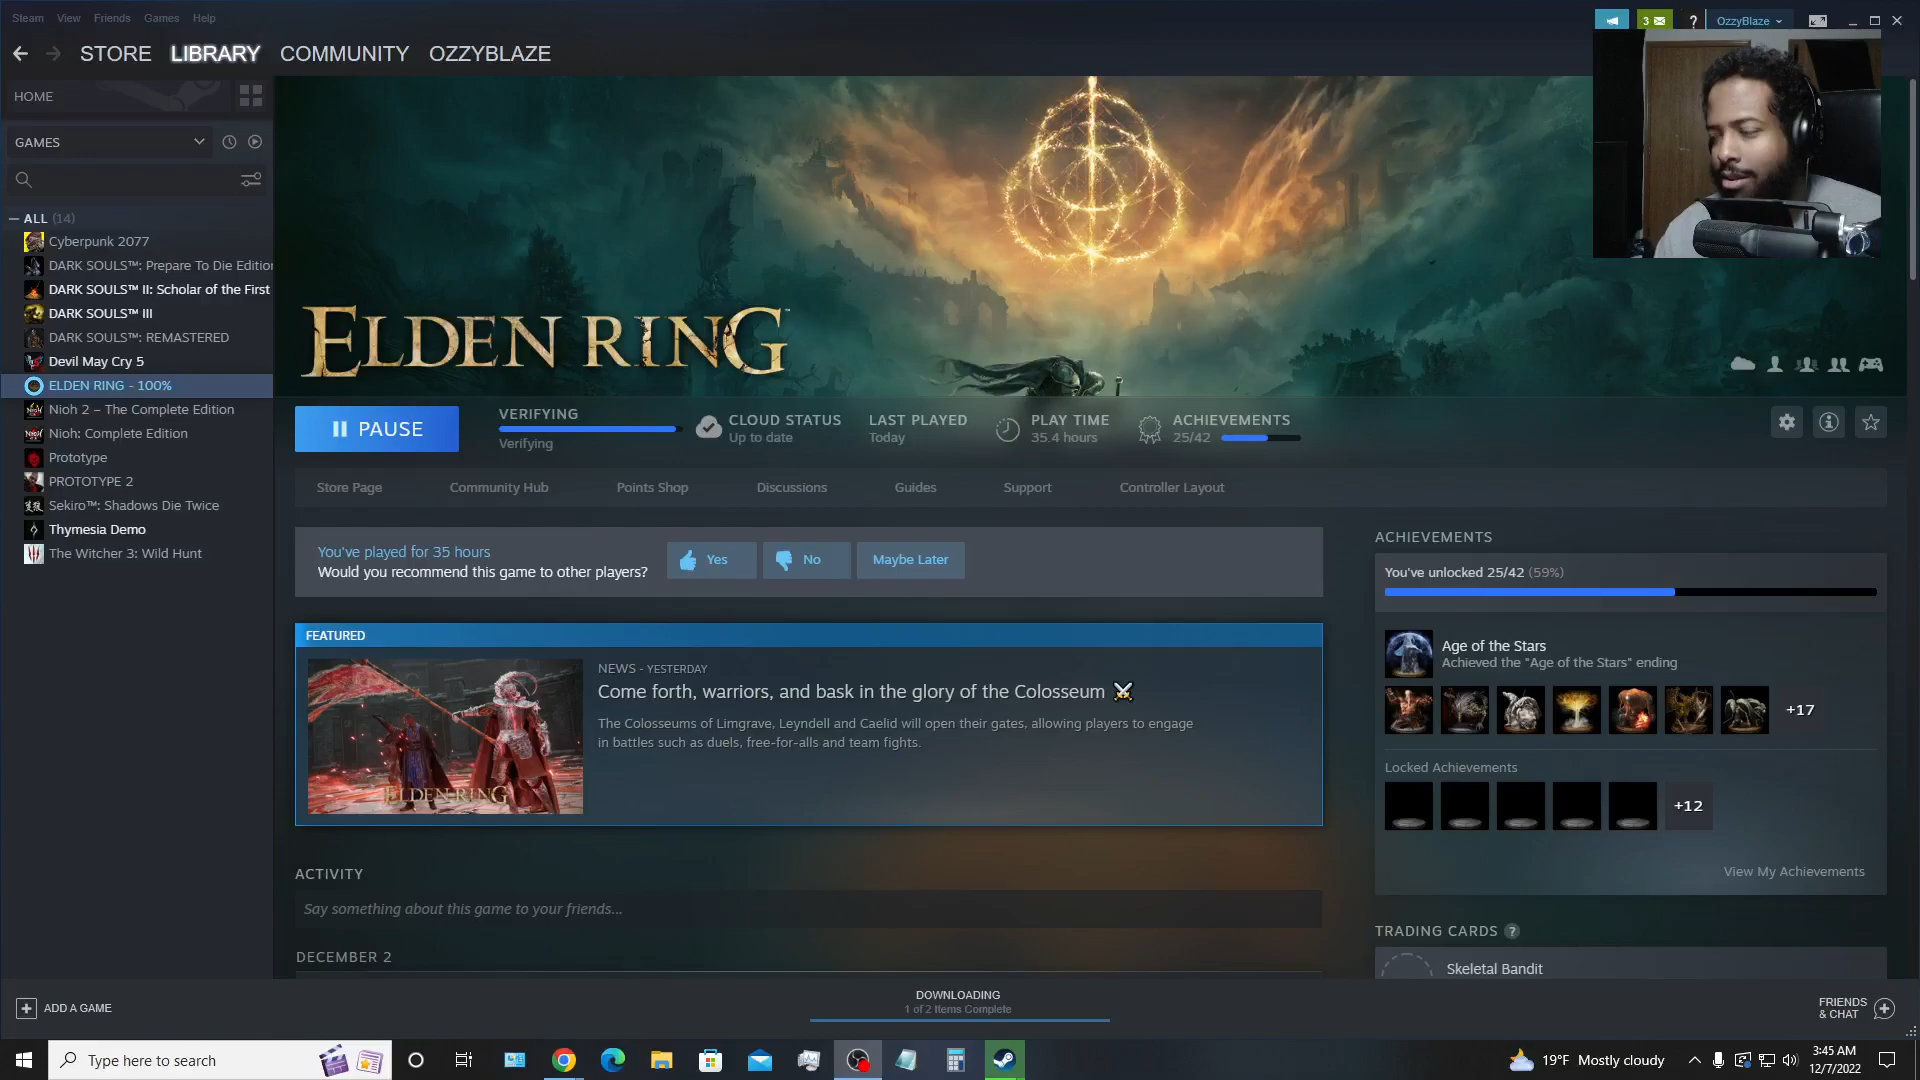 Steam View Friends Games Help
3 ? OzzyBlaze
STORE LIBRARY COMMUNITY OZZYBLAZE
HOME
GAMES
ALL (14)
Cyberpunk 2077
DARK SOULS™: Prepare To Die Edition
DARK SOULS™ II: Scholar of the First
DARK SOULS™ III
DARK SOULS™: REMASTERED
Devil May Cry 5
ELDEN RING - 100%
Nioh 2 – The Complete Edition
Nioh: Complete Edition
Prototype
PROTOTYPE 2
Sekiro™: Shadows Die Twice
Thymesia Demo
The Witcher 3: Wild Hunt
ELDEN RING™
PAUSE
VERIFYING
Verifying
CLOUD STATUS
Up to date
LAST PLAYED
Today
PLAY TIME
35.4 hours
ACHIEVEMENTS
25/42
Store Page Community Hub Points Shop Discussions Guides Support Controller Layout
You've played for 35 hours
Would you recommend this game to other players?
Yes No Maybe Later
FEATURED
NEWS - YESTERDAY
Come forth, warriors, and bask in the glory of the Colosseum ⚔
The Colosseums of Limgrave, Leyndell and Caelid will open their gates, allowing players to engage
in battles such as duels, free-for-alls and team fights.
ELDEN RING
ACTIVITY
Say something about this game to your friends...
DECEMBER 2
ACHIEVEMENTS
You've unlocked 25/42 (59%)
Age of the Stars
Achieved the "Age of the Stars" ending
+17
Locked Achievements
+12
View My Achievements
TRADING CARDS ?
Skeletal Bandit
ADD A GAME
DOWNLOADING
1 of 2 Items Complete
FRIENDS
& CHAT
Type here to search
19°F Mostly cloudy
3:45 AM
12/7/2022